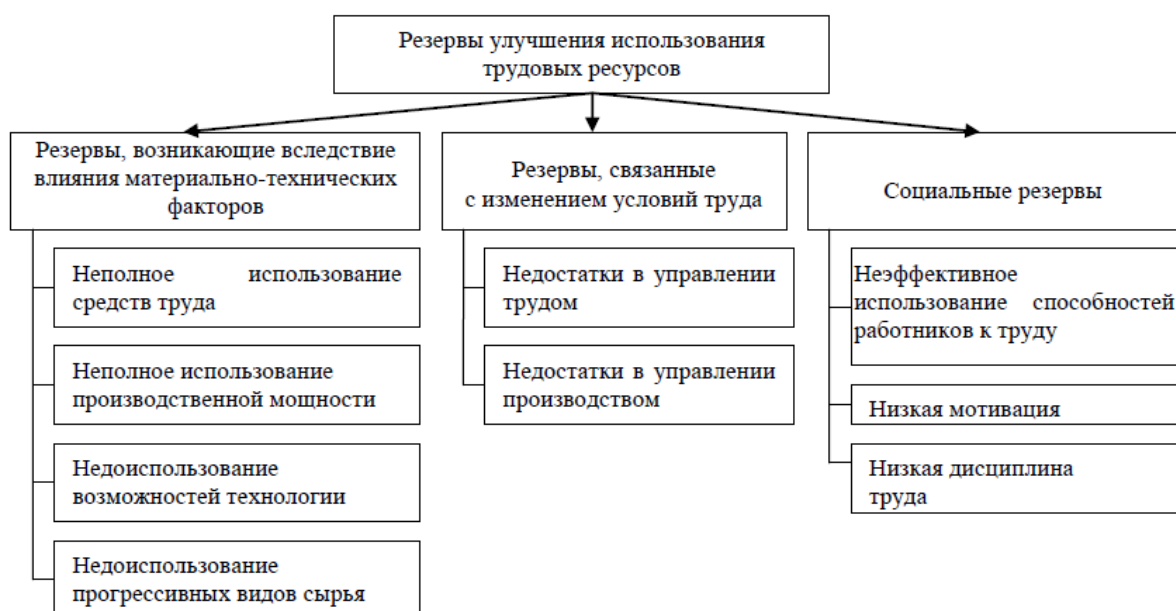 Резервы улучшения использования
трудовых ресурсов
Резервы, возникающие вследствие
влияния материально-технических
факторов
Неполное использование
средств труда
Неполное использование
производственной мощности
Недоиспользование
возможностей технологии
Недоиспользование
прогрессивных видов сырья
Резервы, связанные
с изменением условий труда
Недостатки в управлении
трудом
Недостатки в управлении
производством
Социальные резервы
Неэффективное
использование способностей
работников к труду
Низкая мотивация
Низкая дисциплина
труда